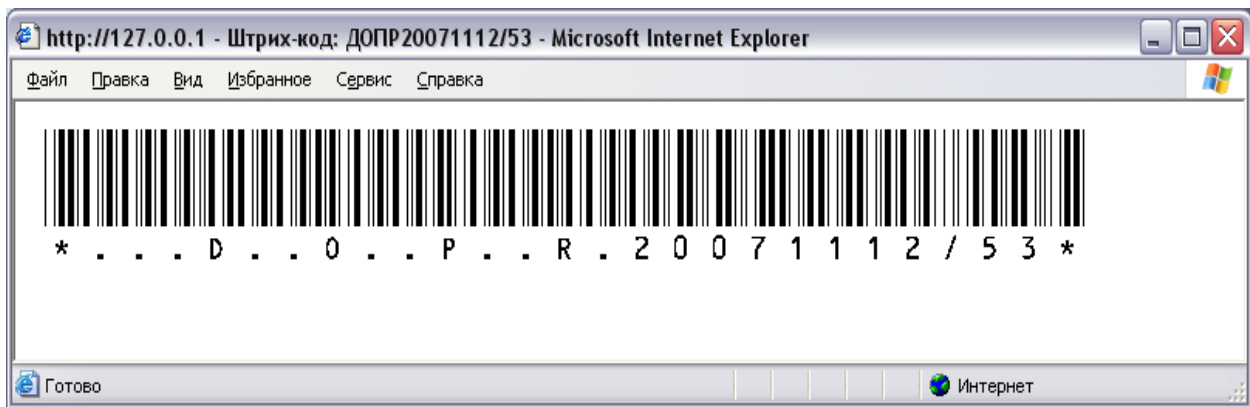 http://127.0.0.1 - Штрих-код: ДОПР20071112/53 - Microsoft Internet Explorer
Файл Правка Вид Избранное Сервис Справка
*...D..O..P..R.20071112/53*
Готово Интернет